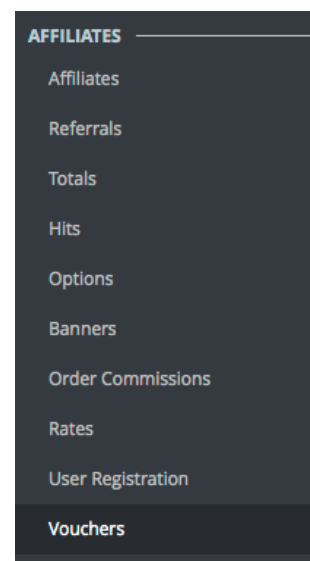 AFFILIATES
Affiliates
Referrals
Totals
Hits
Options
Banners
Order Commissions
Rates
User Registration
Vouchers